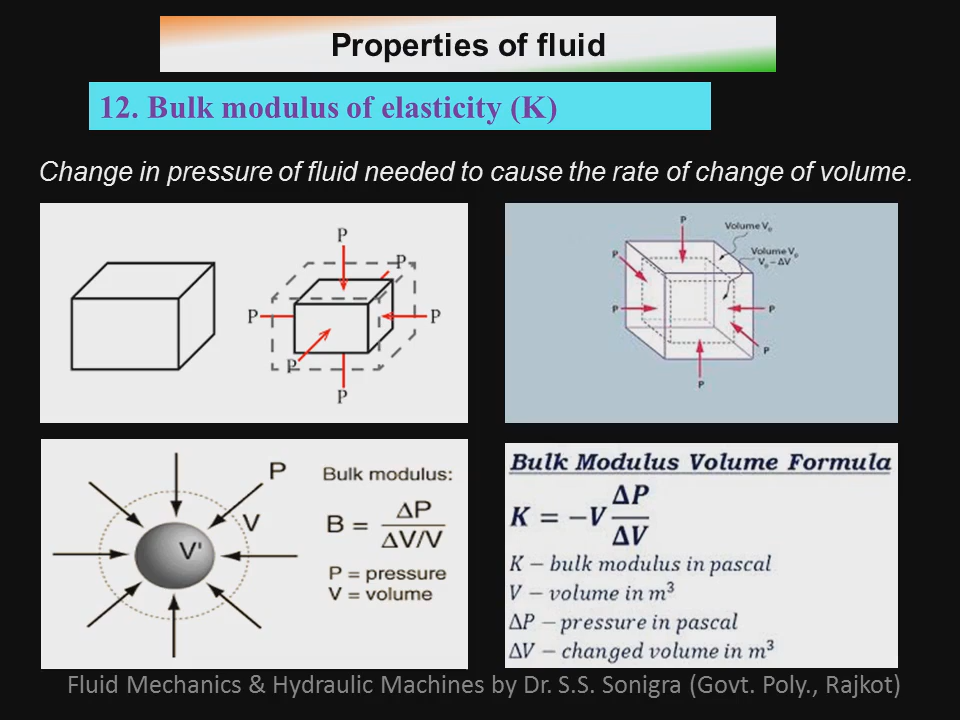 Properties of fluid
12. Bulk modulus of elasticity (K)
Change in pressure of fluid needed to cause the rate of change of volume.
P
P
P
P
P
P
P
Volume V₀
Volume V₀
V₀ – ΔV
P
P
P
P
P
P
V
V'
Bulk modulus:
B = ΔP / ΔV/V
P = pressure
V = volume
Bulk Modulus Volume Formula
K = −V ΔP / ΔV
K – bulk modulus in pascal
V – volume in m³
ΔP – pressure in pascal
ΔV – changed volume in m³
Fluid Mechanics & Hydraulic Machines by Dr. S.S. Sonigra (Govt. Poly., Rajkot)